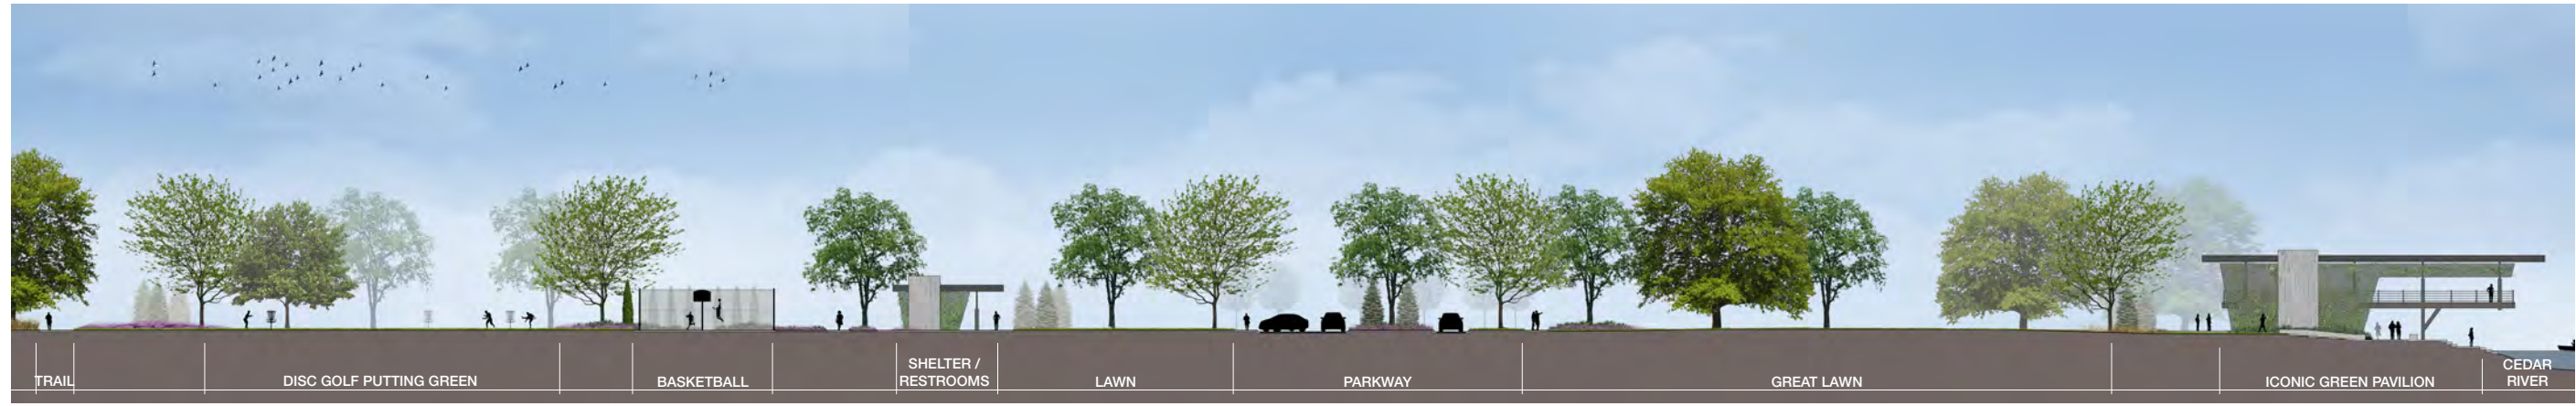 TRAIL
DISC GOLF PUTTING GREEN
BASKETBALL
SHELTER /
RESTROOMS
LAWN
PARKWAY
GREAT LAWN
ICONIC GREEN PAVILION
CEDAR
RIVER